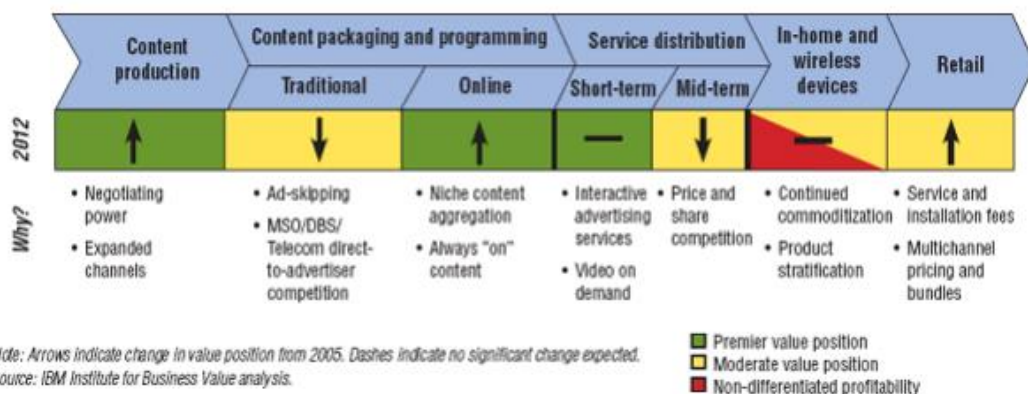 Content production
Content packaging and programming
Traditional
Online
Service distribution
Short-term
Mid-term
In-home and wireless devices
Retail
2012
Why?
• Negotiating
power
• Expanded
channels
• Ad-skipping
• MSO/DBS/
Telecom direct-
to-advertiser
competition
• Niche content
aggregation
• Always "on"
content
• Interactive
advertising
services
• Video on
demand
• Price and
share
competition
• Continued
commoditization
• Product
stratification
• Service and
installation fees
• Multichannel
pricing and
bundles
ote: Arrows indicate change in value position from 2005. Dashes indicate no significant change expected.
ource: IBM Institute for Business Value analysis.
Premier value position
Moderate value position
Non-differentiated profitability